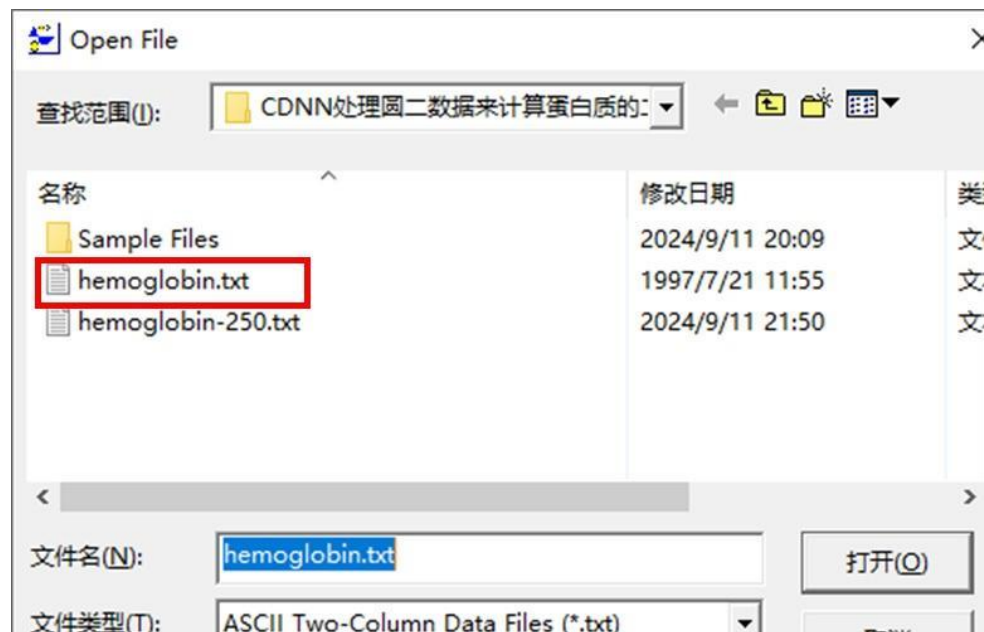 Open File
查找范围(I):
CDNN处理圆二数据来计算蛋白质的
名称
修改日期
Sample Files
2024/9/11 20:09
hemoglobin.txt
1997/7/21 11:55
hemoglobin-250.txt
2024/9/11 21:50
文件名(N):
hemoglobin.txt
打开(O)
文件类型(T):
ASCII Two-Column Data Files (*.txt)